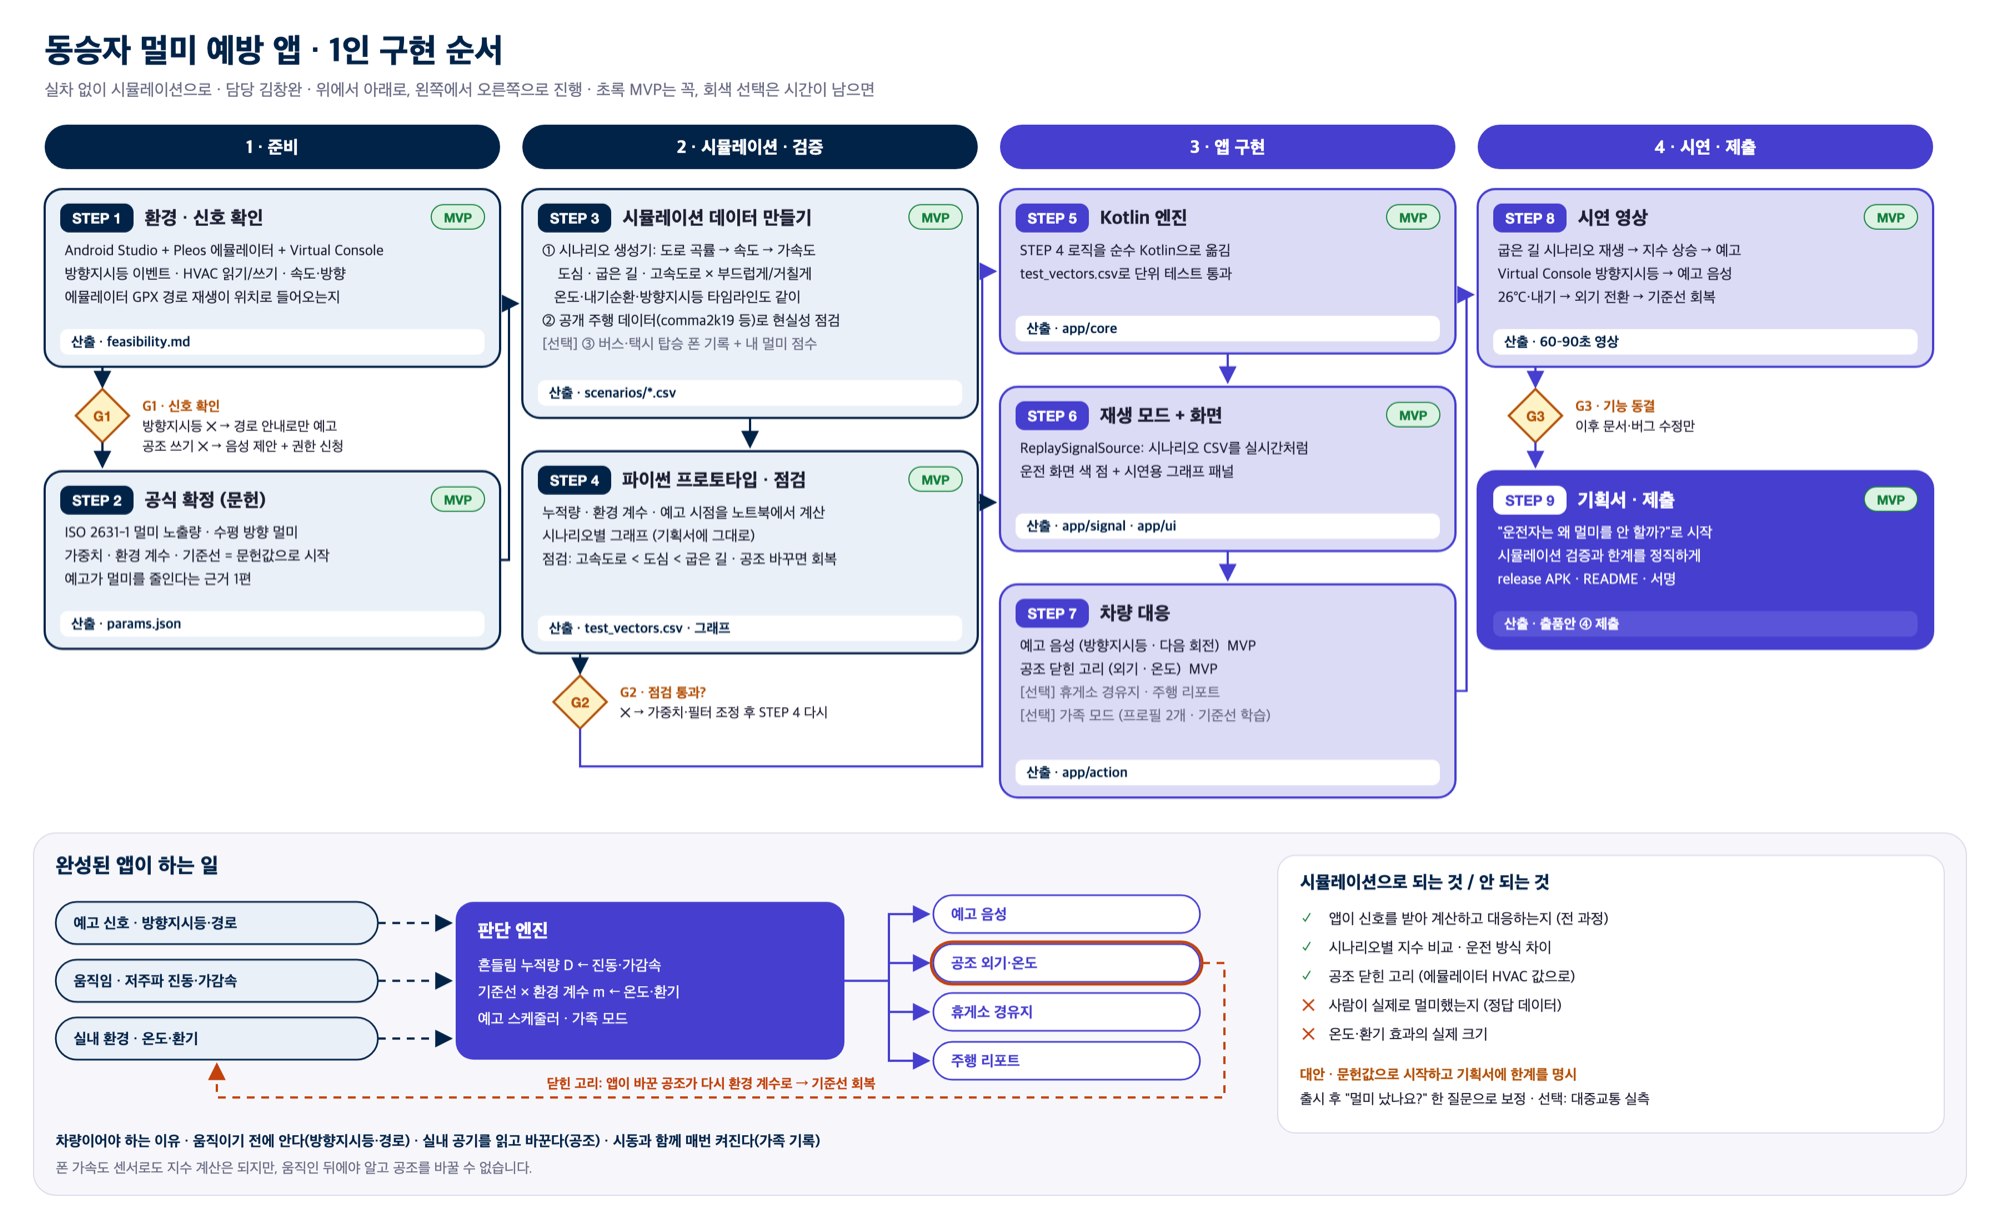 동승자 멀미 예방 앱 · 1인 구현 순서
실차 없이 시뮬레이션으로 · 담당 김창완 · 위에서 아래로, 왼쪽에서 오른쪽으로 진행 · 초록 MVP는 꼭, 회색 선택은 시간이 남으면
1 · 준비
STEP 1 환경 · 신호 확인 MVP
Android Studio + Pleos 에뮬레이터 + Virtual Console
방향지시등 이벤트 · HVAC 읽기/쓰기 · 속도·방향
에뮬레이터 GPX 경로 재생이 위치로 들어오는지
산출 · feasibility.md
G1
G1 · 신호 확인
방향지시등 ✕ → 경로 안내로만 예고
공조 쓰기 ✕ → 음성 제안 + 권한 신청
STEP 2 공식 확정 (문헌) MVP
ISO 2631-1 멀미 노출량 · 수평 방향 멀미
가중치 · 환경 계수 · 기준선 = 문헌값으로 시작
예고가 멀미를 줄인다는 근거 1편
산출 · params.json
2 · 시뮬레이션 · 검증
STEP 3 시뮬레이션 데이터 만들기 MVP
① 시나리오 생성기: 도로 곡률 → 속도 → 가속도
도심 · 굽은 길 · 고속도로 × 부드럽게/거칠게
온도·내기순환·방향지시등 타임라인도 같이
② 공개 주행 데이터(comma2k19 등)로 현실성 점검
[선택] ③ 버스·택시 탑승 폰 기록 + 내 멀미 점수
산출 · scenarios/*.csv
STEP 4 파이썬 프로토타입 · 점검 MVP
누적량 · 환경 계수 · 예고 시점을 노트북에서 계산
시나리오별 그래프 (기획서에 그대로)
점검: 고속도로 < 도심 < 굽은 길 · 공조 바꾸면 회복
산출 · test_vectors.csv · 그래프
G2
G2 · 점검 통과?
✕ → 가중치·필터 조정 후 STEP 4 다시
3 · 앱 구현
STEP 5 Kotlin 엔진 MVP
STEP 4 로직을 순수 Kotlin으로 옮김
test_vectors.csv로 단위 테스트 통과
산출 · app/core
STEP 6 재생 모드 + 화면 MVP
ReplaySignalSource: 시나리오 CSV를 실시간처럼
운전 화면 색 점 + 시연용 그래프 패널
산출 · app/signal · app/ui
STEP 7 차량 대응
예고 음성 (방향지시등 · 다음 회전) MVP
공조 닫힌 고리 (외기 · 온도) MVP
[선택] 휴게소 경유지 · 주행 리포트
[선택] 가족 모드 (프로필 2개 · 기준선 학습)
산출 · app/action
4 · 시연 · 제출
STEP 8 시연 영상 MVP
굽은 길 시나리오 재생 → 지수 상승 → 예고
Virtual Console 방향지시등 → 예고 음성
26°C·내기 → 외기 전환 → 기준선 회복
산출 · 60-90초 영상
G3
G3 · 기능 동결
이후 문서·버그 수정만
STEP 9 기획서 · 제출 MVP
"운전자는 왜 멀미를 안 할까?"로 시작
시뮬레이션 검증과 한계를 정직하게
release APK · README · 서명
산출 · 출품안 ④ 제출
완성된 앱이 하는 일
예고 신호 · 방향지시등·경로
움직임 · 저주파 진동·가감속
실내 환경 · 온도·환기
판단 엔진
흔들림 누적량 D ← 진동·가감속
기준선 × 환경 계수 m ← 온도·환기
예고 스케줄러 · 가족 모드
예고 음성
공조 외기·온도
휴게소 경유지
주행 리포트
닫힌 고리: 앱이 바꾼 공조가 다시 환경 계수로 → 기준선 회복
차량이어야 하는 이유 · 움직이기 전에 안다(방향지시등·경로) · 실내 공기를 읽고 바꾼다(공조) · 시동과 함께 매번 켜진다(가족 기록)
폰 가속도 센서로도 지수 계산은 되지만, 움직인 뒤에야 알고 공조를 바꿀 수 없습니다.
시뮬레이션으로 되는 것 / 안 되는 것
✓ 앱이 신호를 받아 계산하고 대응하는지 (전 과정)
✓ 시나리오별 지수 비교 · 운전 방식 차이
✓ 공조 닫힌 고리 (에뮬레이터 HVAC 값으로)
✕ 사람이 실제로 멀미했는지 (정답 데이터)
✕ 온도·환기 효과의 실제 크기
대안 · 문헌값으로 시작하고 기획서에 한계를 명시
출시 후 "멀미 났나요?" 한 질문으로 보정 · 선택: 대중교통 실측